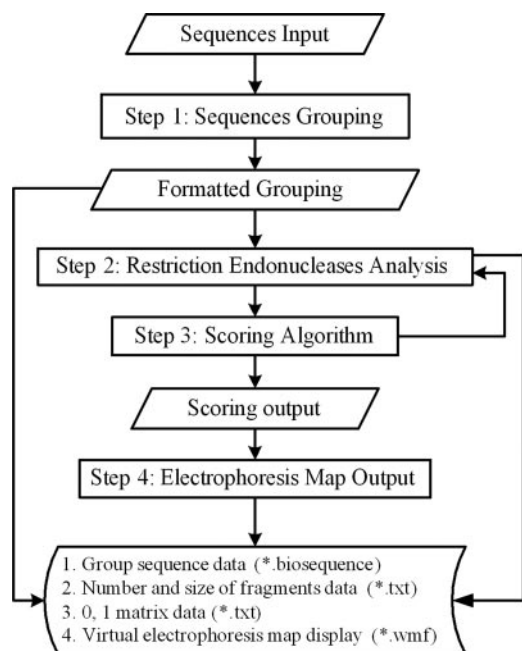 Sequences Input
Step 1: Sequences Grouping
Formatted Grouping
Step 2: Restriction Endonucleases Analysis
Step 3: Scoring Algorithm
Scoring output
Step 4: Electrophoresis Map Output
1. Group sequence data (*.biosequence)
2. Number and size of fragments data (*.txt)
3. 0, 1 matrix data (*.txt)
4. Virtual electrophoresis map display (*.wmf)